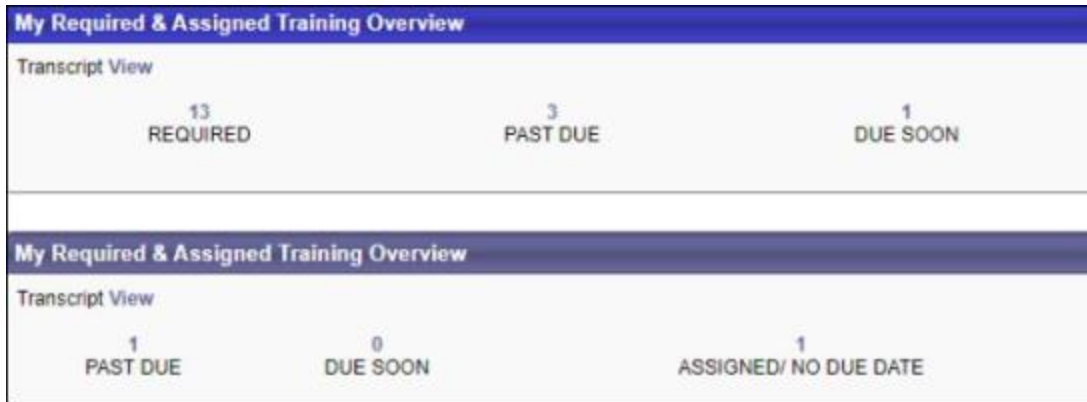 My Required & Assigned Training Overview
Transcript View
13 3 1
REQUIRED PAST DUE DUE SOON
My Required & Assigned Training Overview
Transcript View
1 0 1
PAST DUE DUE SOON ASSIGNED/ NO DUE DATE